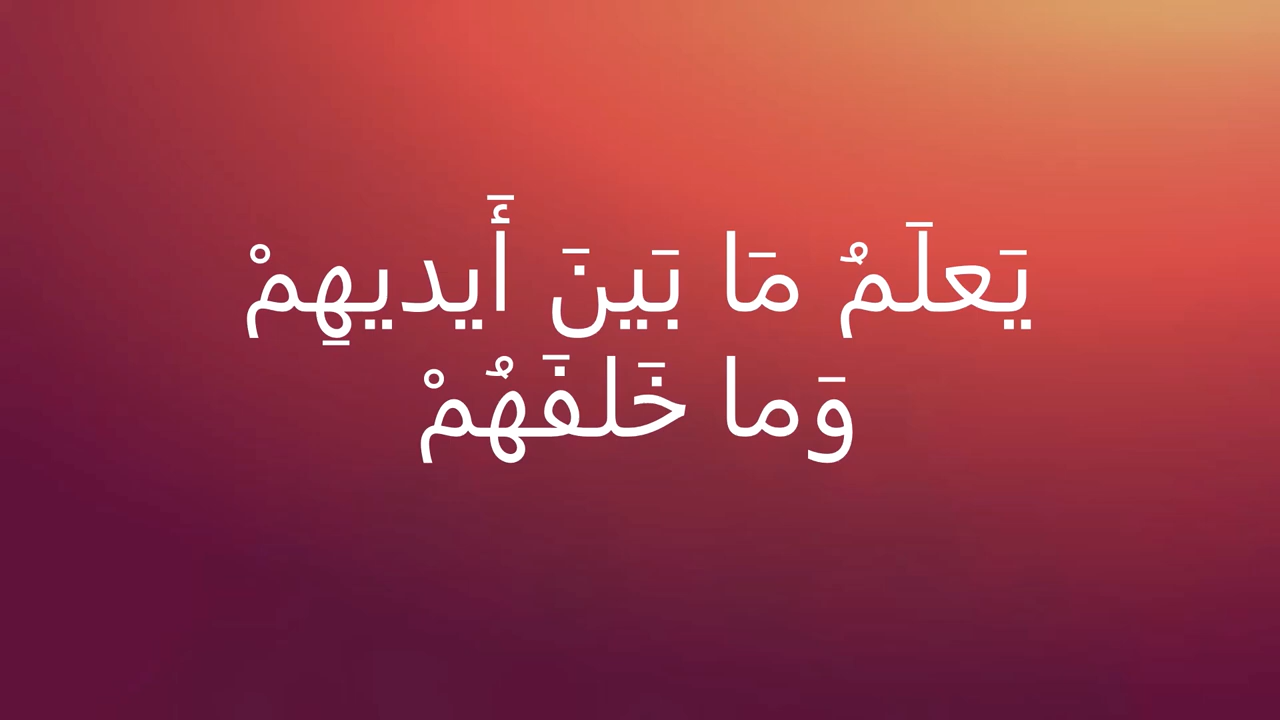 يَعلَمُ مَا بَينَ أَيديهِمْ
وَما خَلفَهُمْ